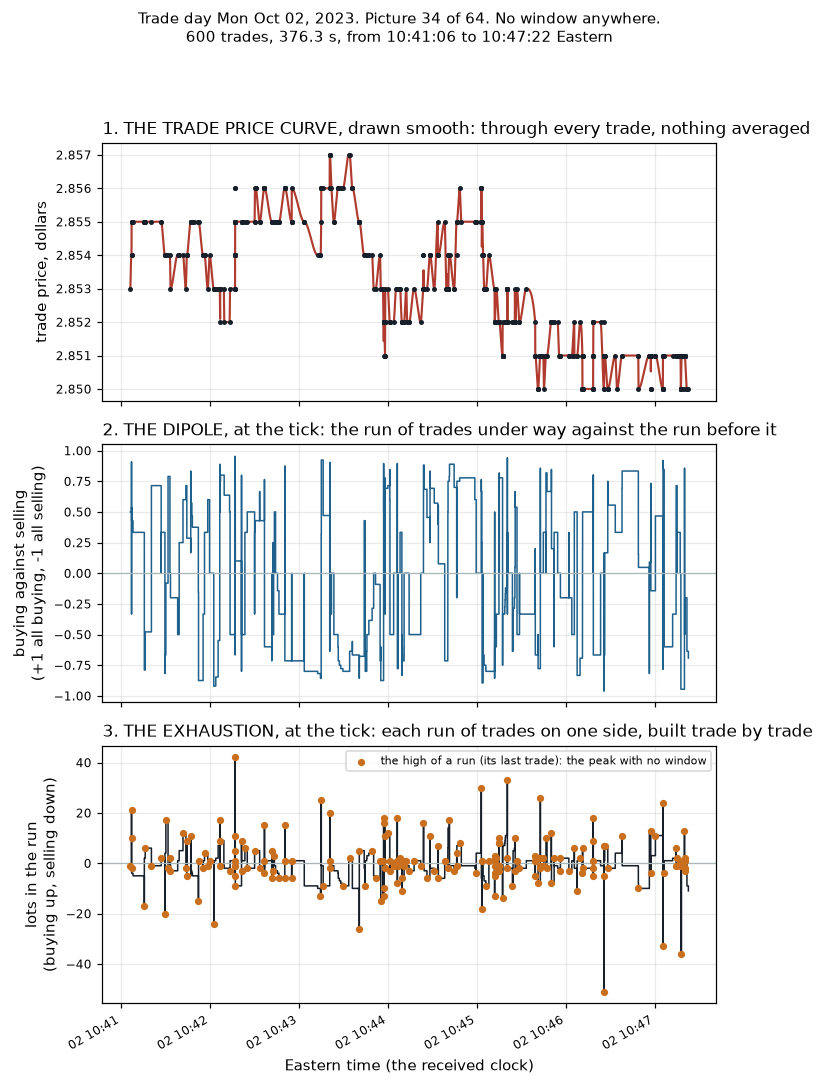 Trade day Mon Oct 02, 2023. Picture 34 of 64. No window anywhere.
600 trades, 376.3 s, from 10:41:06 to 10:47:22 Eastern
1. THE TRADE PRICE CURVE, drawn smooth: through every trade, nothing averaged
2.857
2.856
2.855
2.854
2.853
2.852
2.851
2.850
trade price, dollars
2. THE DIPOLE, at the tick: the run of trades under way against the run before it
1.00
0.75
0.50
0.25
0.00
−0.25
−0.50
−0.75
−1.00
buying against selling
(+1 all buying, -1 all selling)
3. THE EXHAUSTION, at the tick: each run of trades on one side, built trade by trade
the high of a run (its last trade): the peak with no window
40
20
0
−20
−40
lots in the run
(buying up, selling down)
02 10:41
02 10:42
02 10:43
02 10:44
02 10:45
02 10:46
02 10:47
Eastern time (the received clock)